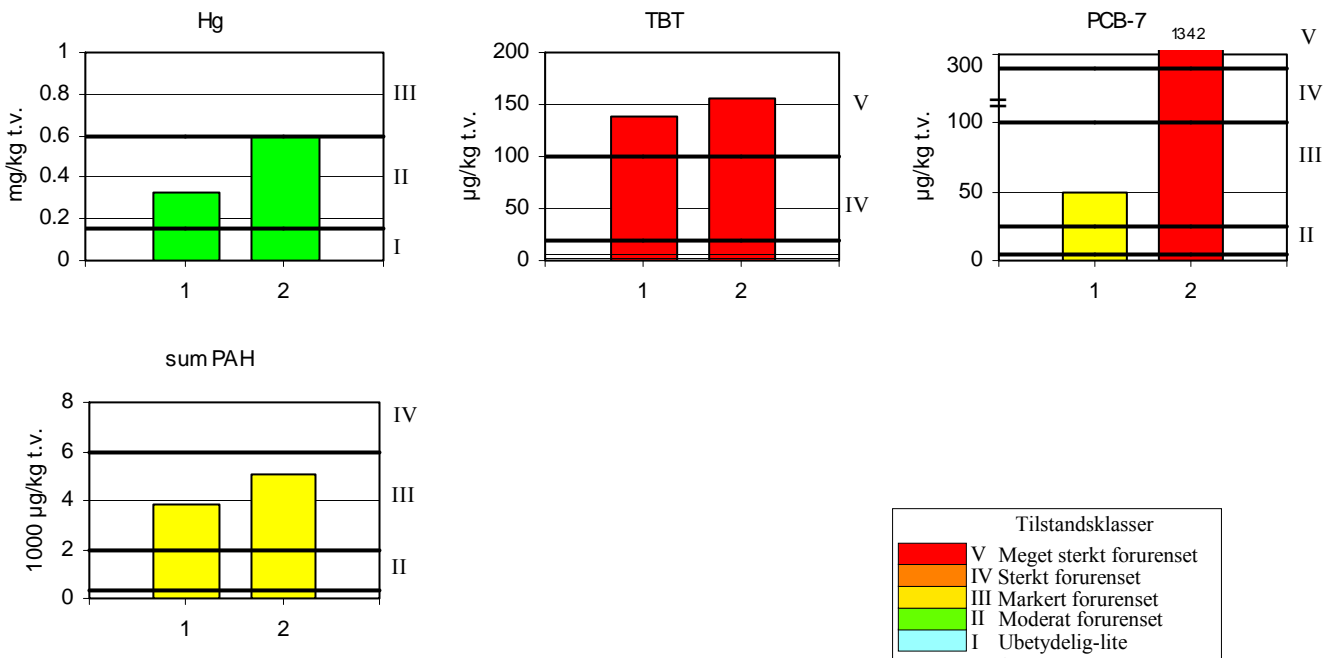 Hg
mg/kg t.v.
1
0.8
0.6
0.4
0.2
0
III
II
I
1 2
TBT
µg/kg t.v.
200
150
100
50
0
V
IV
1 2
PCB-7
1342
µg/kg t.v.
300
100
50
0
V
IV
III
II
1 2
sum PAH
1000 µg/kg t.v.
8
6
4
2
0
IV
III
II
1 2
Tilstandsklasser
V Meget sterkt forurenset
IV Sterkt forurenset
III Markert forurenset
II Moderat forurenset
I Ubetydelig-lite